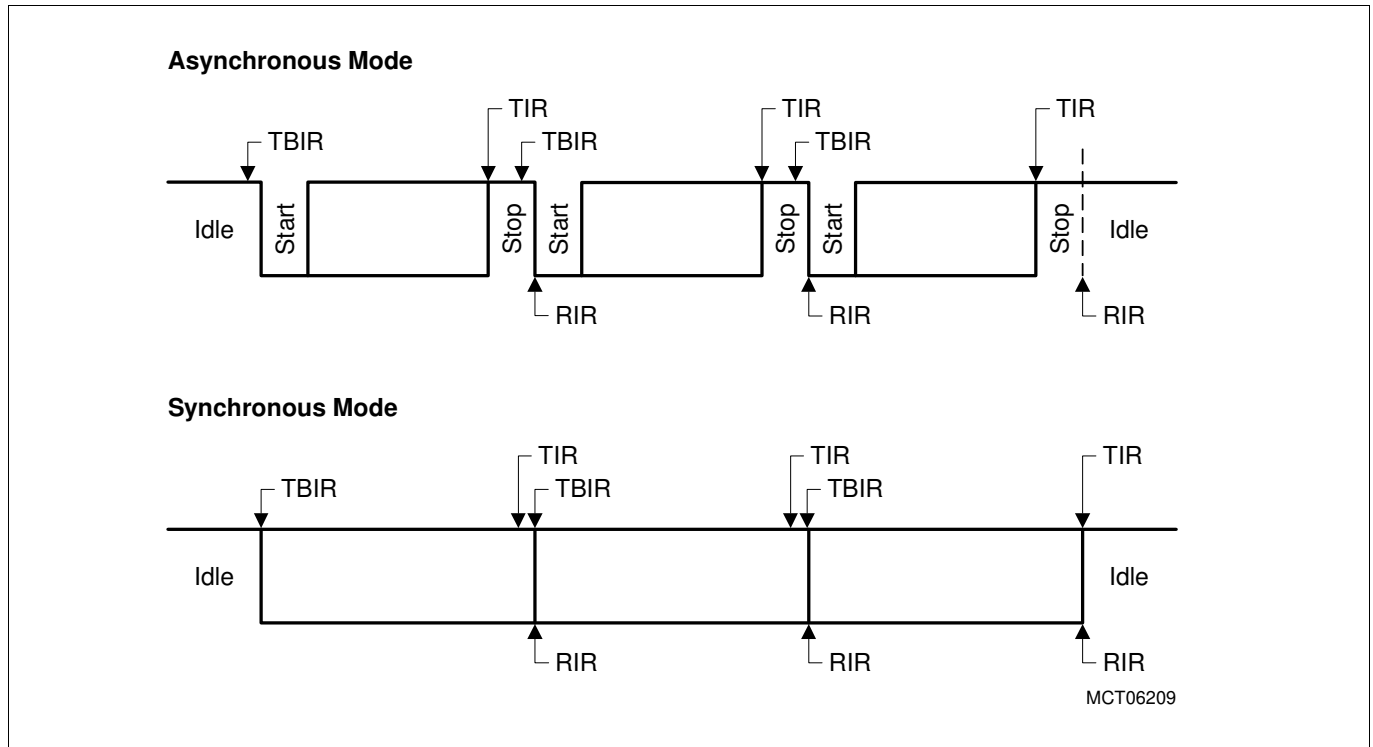 Asynchronous Mode
TIR TIR TIR
TBIR TBIR TBIR
Idle Start Stop Start Stop Start Stop Idle
RIR RIR RIR
Synchronous Mode
TIR TIR TIR
TBIR TBIR TBIR
Idle Idle
RIR RIR RIR
MCT06209